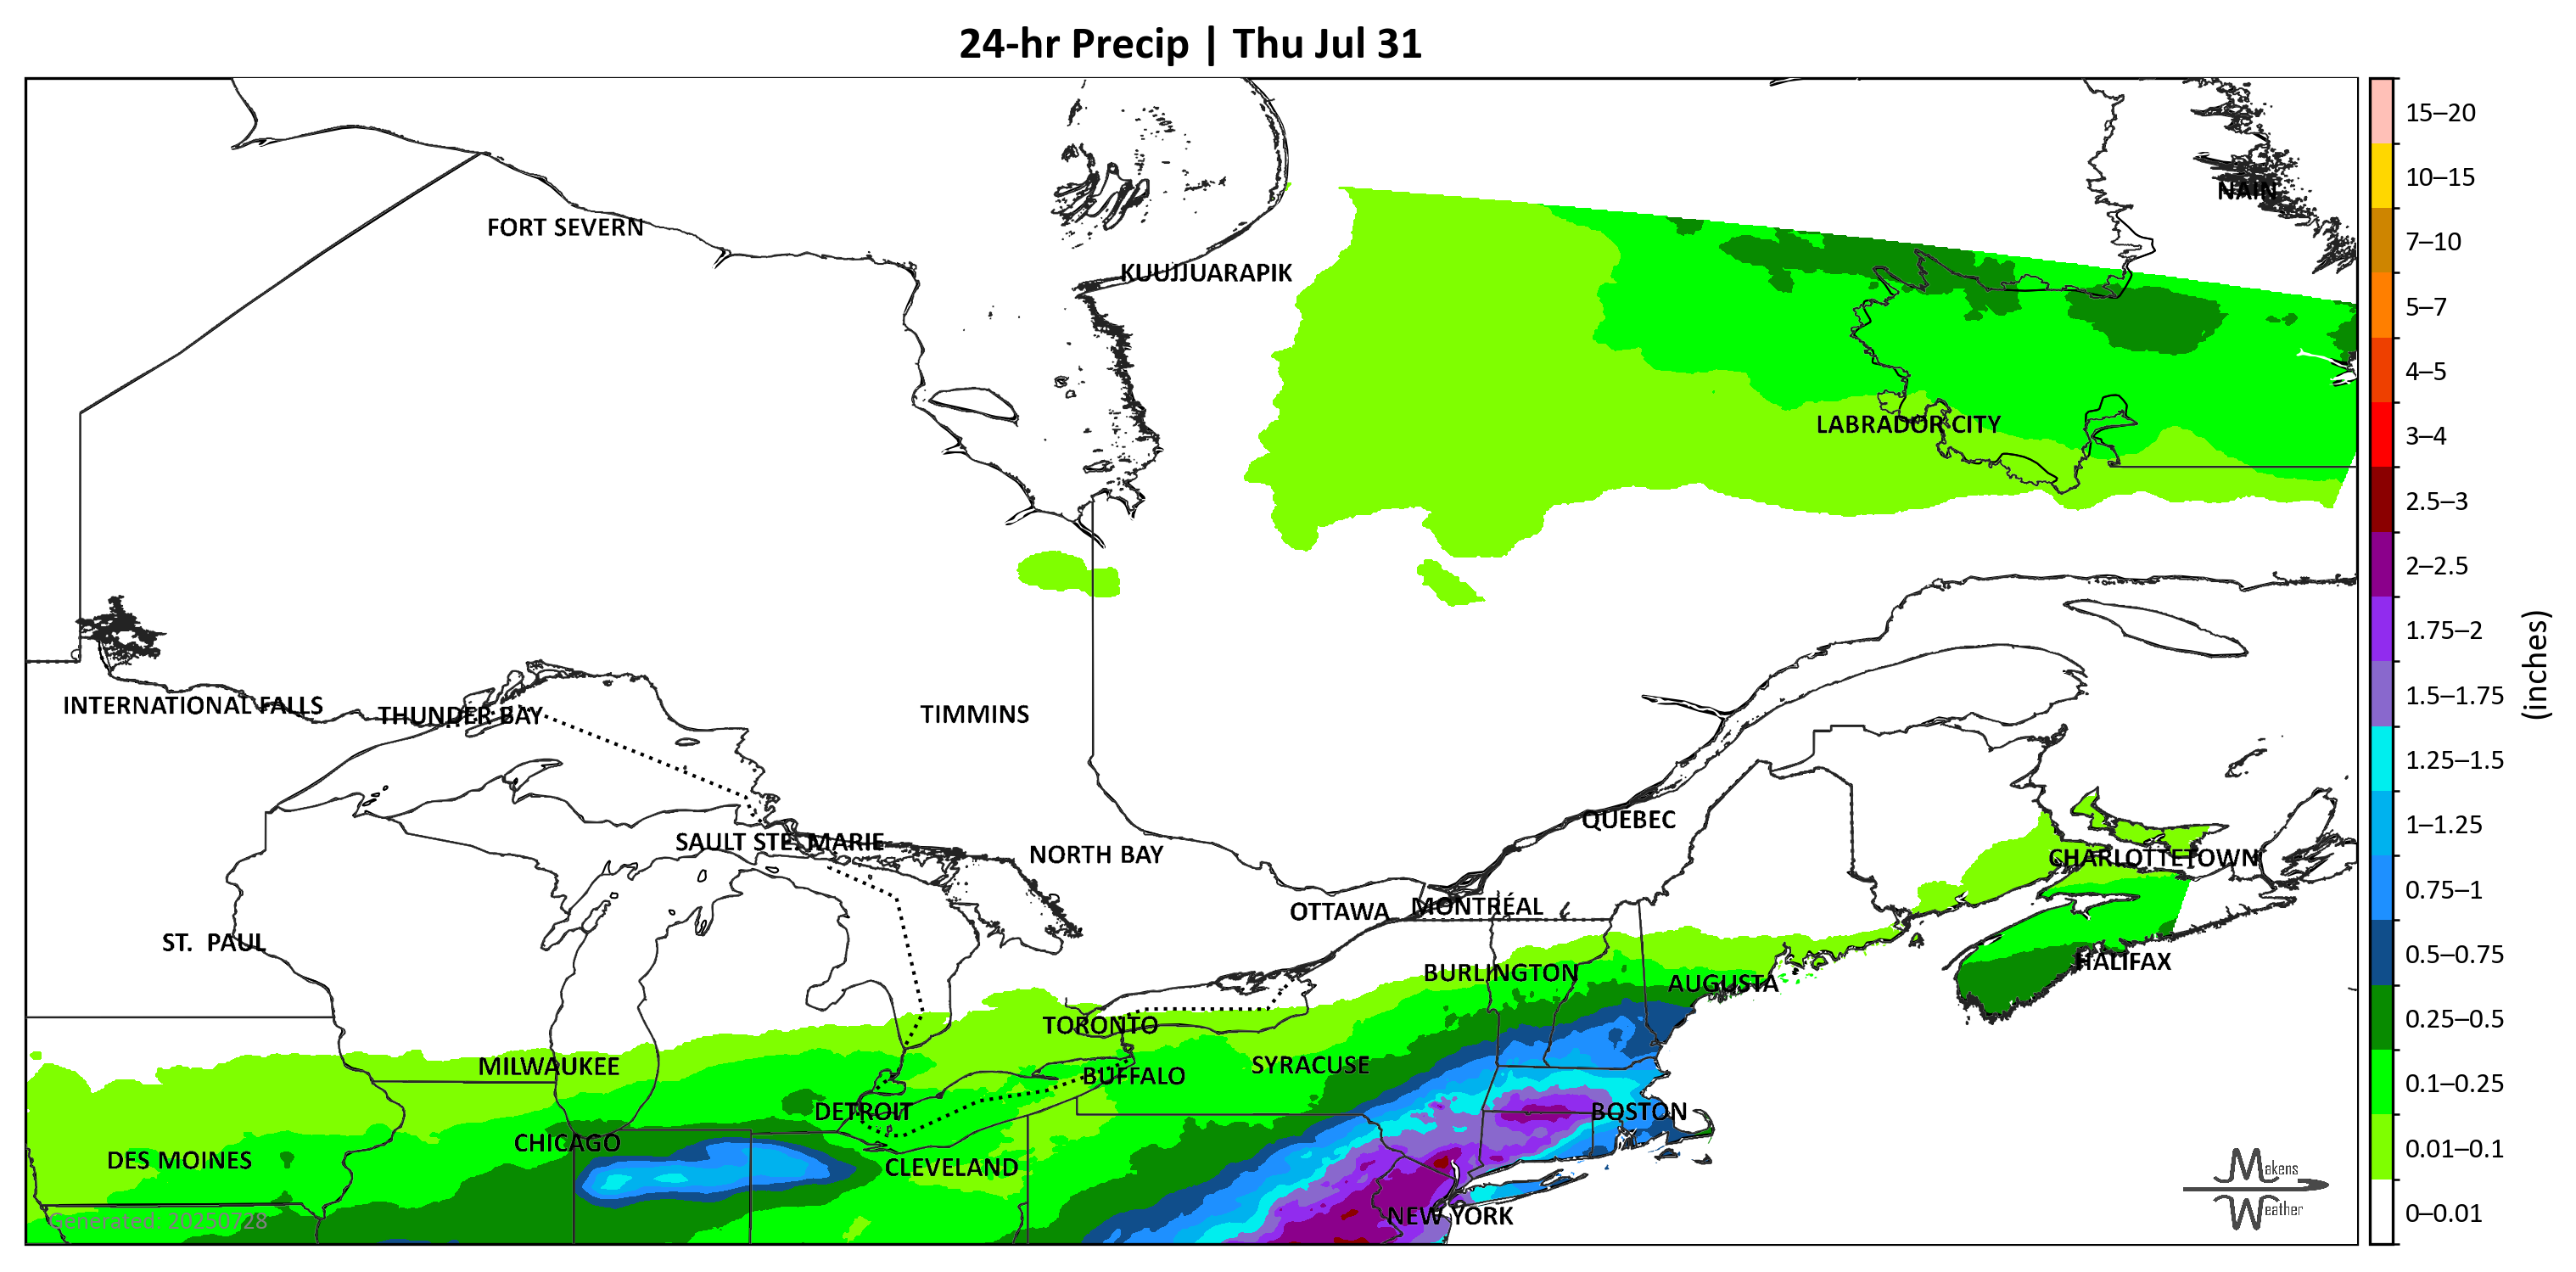 24-hr Precip | Thu Jul 31
NAIN
FORT SEVERN
KUUJJUARAPIK
LABRADOR CITY
INTERNATIONAL FALLS
THUNDER BAY
TIMMINS
QUEBEC
SAULT STE. MARIE
NORTH BAY
CHARLOTTETOWN
OTTAWA
MONTRÉAL
ST. PAUL
HALIFAX
BURLINGTON
AUGUSTA
TORONTO
MILWAUKEE
SYRACUSE
BUFFALO
DETROIT
BOSTON
CHICAGO
DES MOINES
CLEVELAND
NEW YORK
Generated: 20250728
Makens
Weather
15–20
10–15
7–10
5–7
4–5
3–4
2.5–3
2–2.5
1.75–2
1.5–1.75
1.25–1.5
1–1.25
0.75–1
0.5–0.75
0.25–0.5
0.1–0.25
0.01–0.1
0–0.01
(inches)